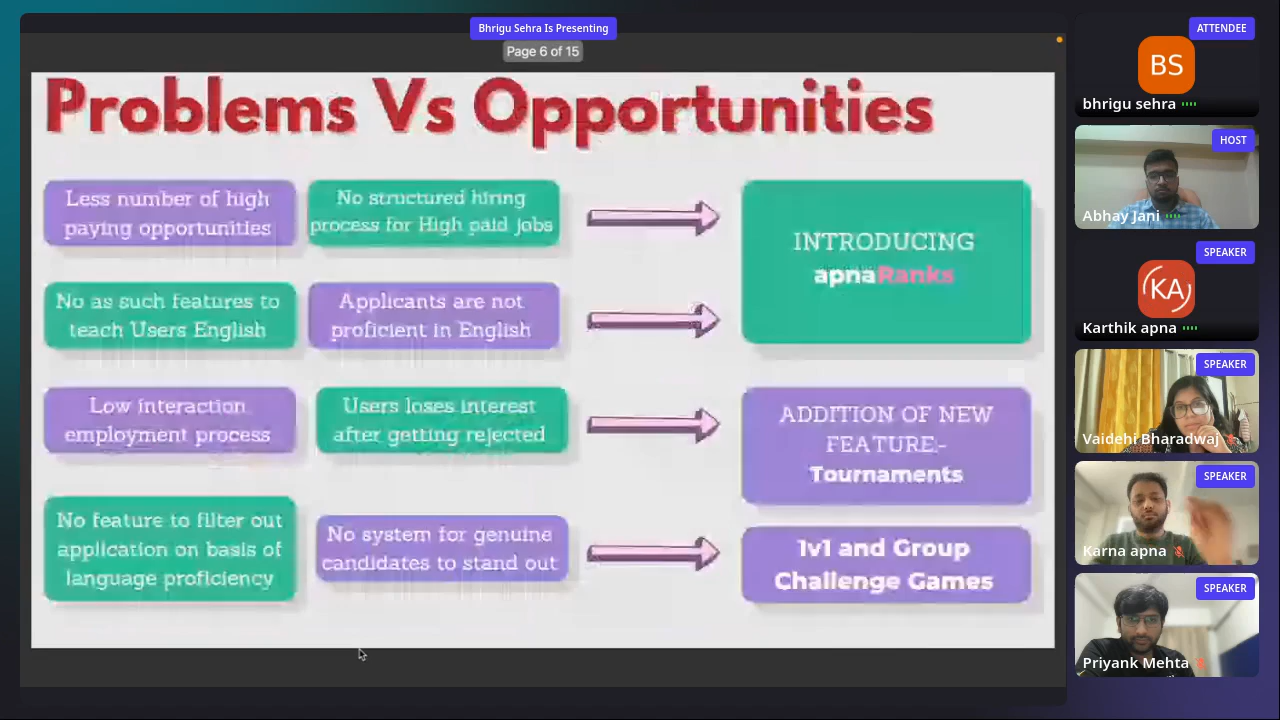 Bhrigu Sehra Is Presenting
Page 6 of 15
Problems Vs Opportunities
Less number of high
paying opportunities
No structured hiring
process for High paid jobs
INTRODUCING
apnaRanks
No as such features to
teach Users English
Applicants are not
proficient in English
Low interaction
employment process
Users loses interest
after getting rejected
ADDITION OF NEW
FEATURE:-
Tournaments
No feature to filter out
application on basis of
language proficiency
No system for genuine
candidates to stand out
1v1 and Group
Challenge Games
ATTENDEE
BS
bhrigu sehra
HOST
Abhay Jani
SPEAKER
KA
Karthik apna
SPEAKER
Vaidehi Bharadwaj
SPEAKER
Karna apna
SPEAKER
Priyank Mehta